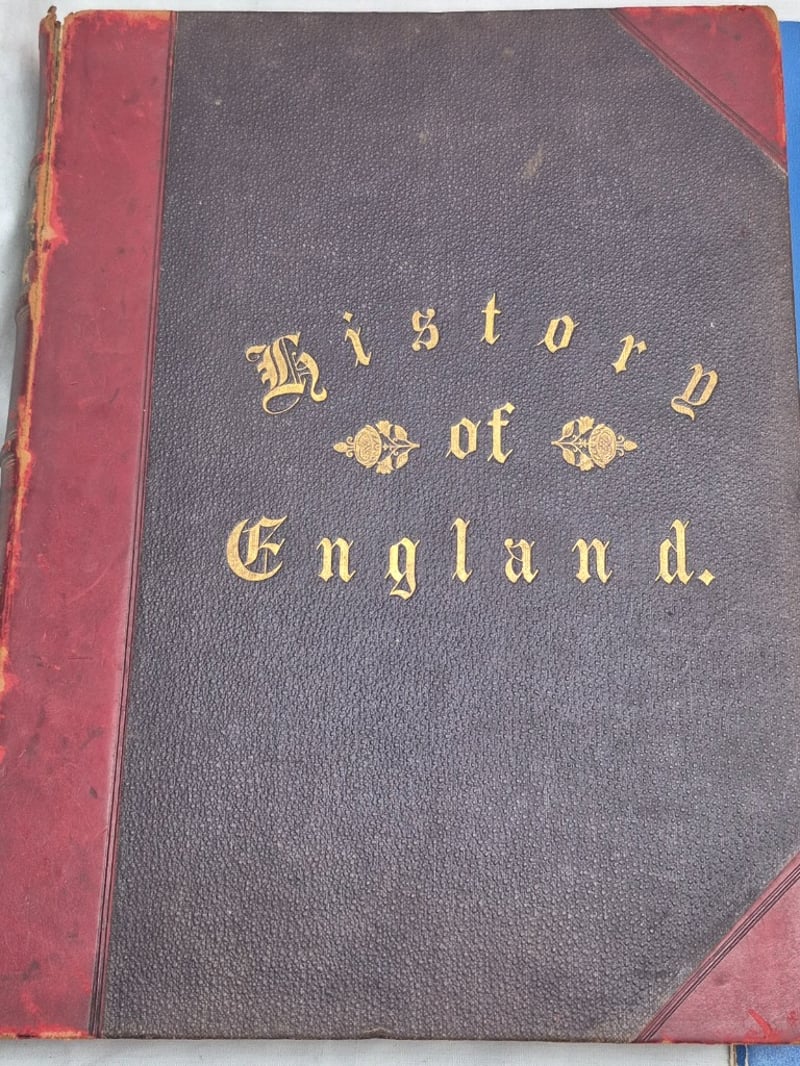 History
of
England.